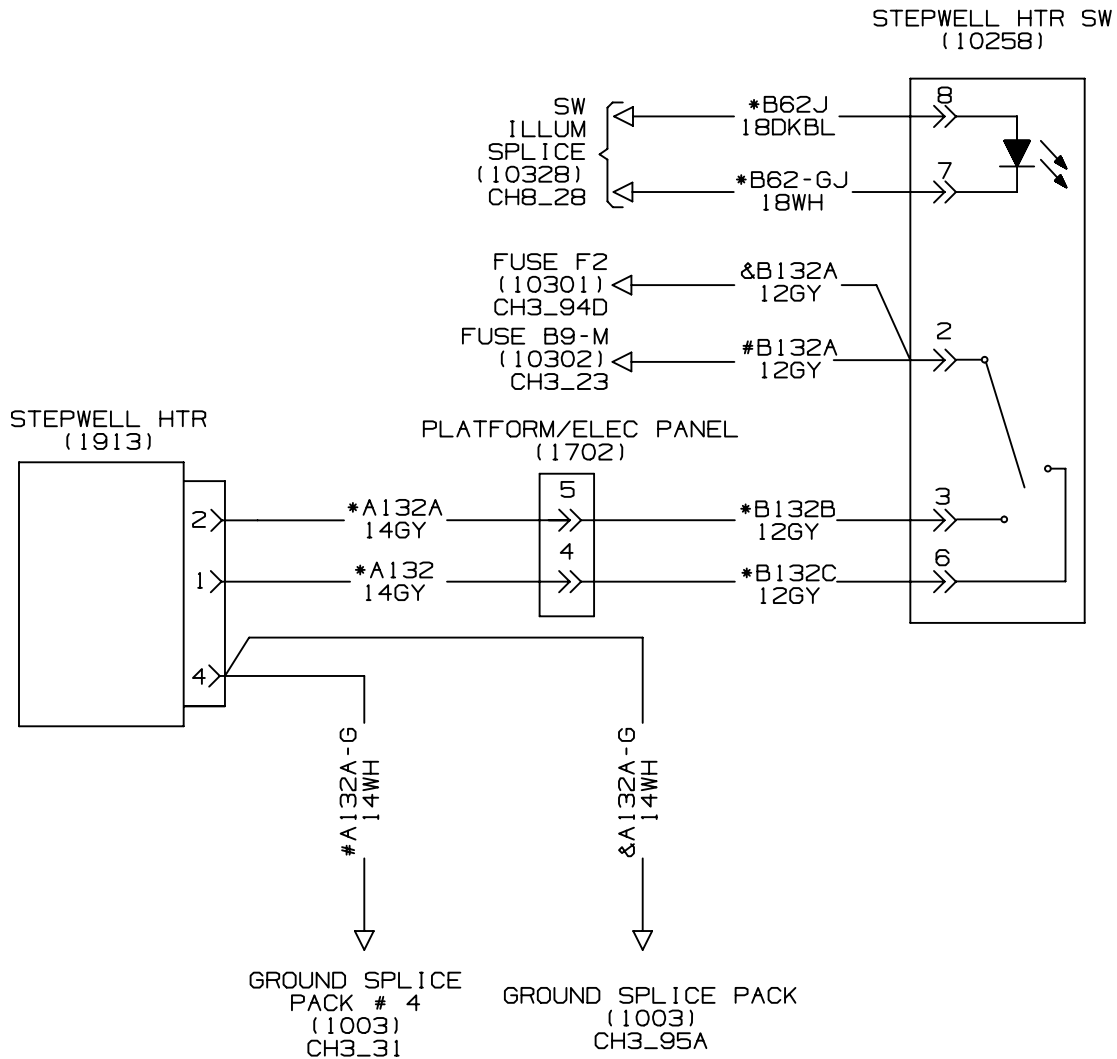 STEPWELL HTR SW
(10258)
SW
ILLUM
SPLICE
(10328)
CH8_28
*B62J
18DKBL
8
*B62-GJ
18WH
7
FUSE F2
(10301)
CH3_94D
&B132A
12GY
FUSE B9-M
(10302)
CH3_23
#B132A
12GY
2
STEPWELL HTR
(1913)
PLATFORM/ELEC PANEL
(1702)
2
*A132A
14GY
5
*B132B
12GY
3
1
*A132
14GY
4
*B132C
12GY
6
4
#A132A-G
14WH
&A132A-G
14WH
GROUND SPLICE
PACK # 4
(1003)
CH3_31
GROUND SPLICE PACK
(1003)
CH3_95A